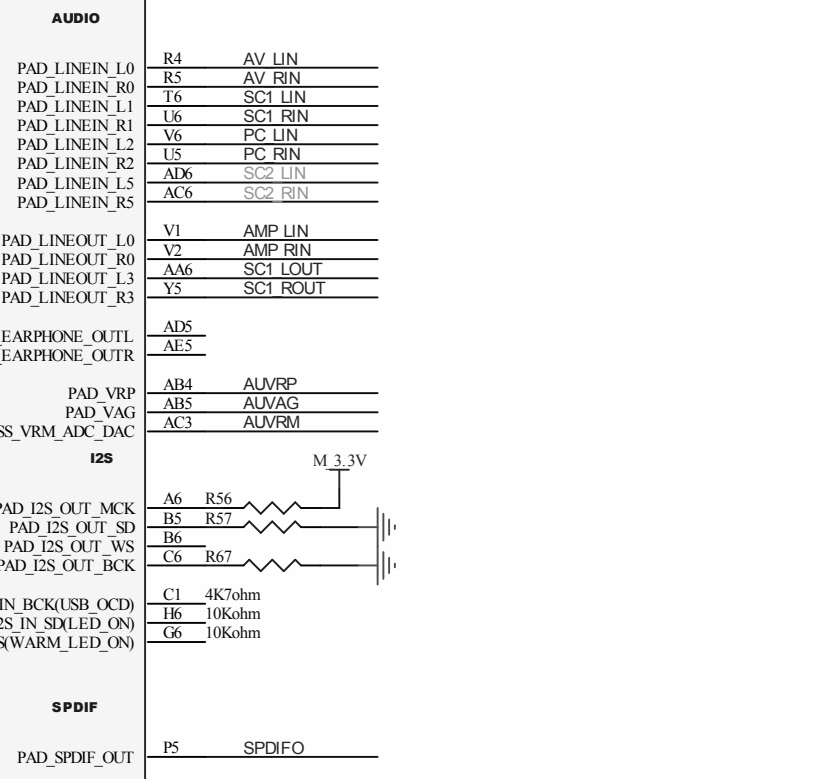 AUDIO
PAD_LINEIN_L0 R4 AV_LIN
PAD_LINEIN_R0 R5 AV_RIN
PAD_LINEIN_L1 T6 SC1_LIN
PAD_LINEIN_R1 U6 SC1_RIN
PAD_LINEIN_L2 V6 PC_LIN
PAD_LINEIN_R2 U5 PC_RIN
PAD_LINEIN_L5 AD6 SC2_LIN
PAD_LINEIN_R5 AC6 SC2_RIN
PAD_LINEOUT_L0 V1 AMP_LIN
PAD_LINEOUT_R0 V2 AMP_RIN
PAD_LINEOUT_L3 AA6 SC1_LOUT
PAD_LINEOUT_R3 Y5 SC1_ROUT
EARPHONE_OUTL AD5
EARPHONE_OUTR AE5
PAD_VRP AB4 AUVRP
PAD_VAG AB5 AUVAG
SS_VRM_ADC_DAC AC3 AUVRM
I2S
M_3.3V
PAD_I2S_OUT_MCK A6 R56
PAD_I2S_OUT_SD B5 R57
PAD_I2S_OUT_WS B6
PAD_I2S_OUT_BCK C6 R67
IN_BCK(USB_OCD) C1 4K7ohm
2S_IN_SD(LED_ON) H6 10Kohm
S(WARM_LED_ON) G6 10Kohm
SPDIF
PAD_SPDIF_OUT P5 SPDIFO